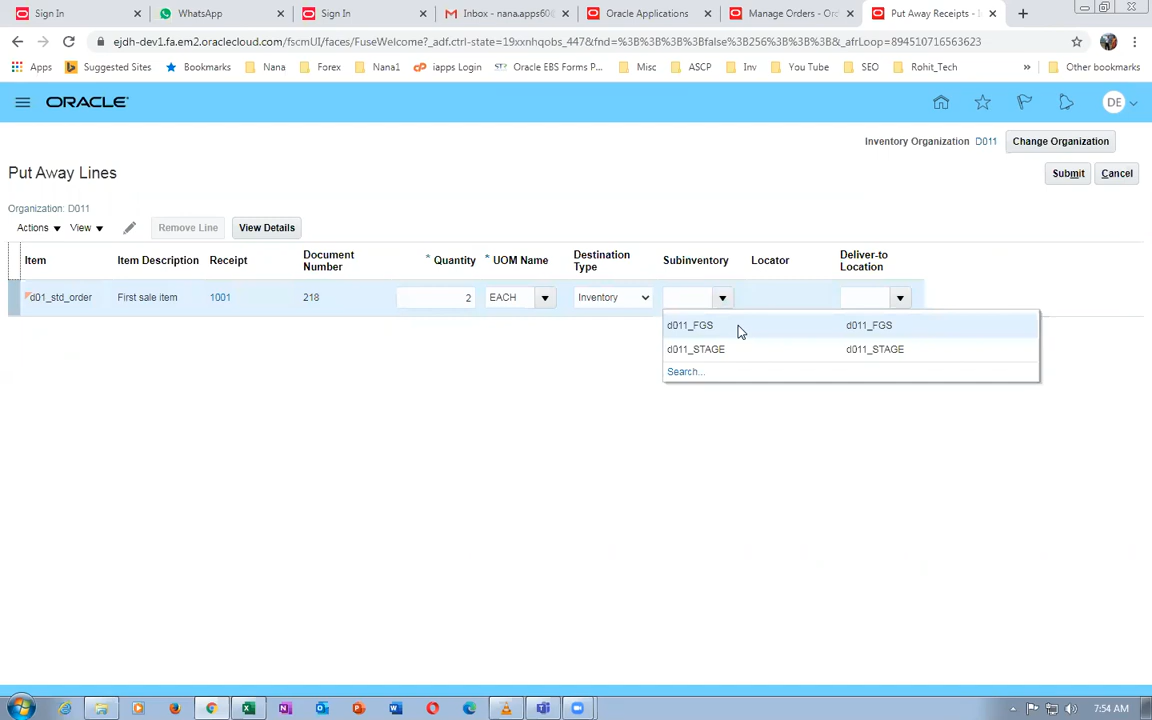 Sign In
WhatsApp
Sign In
Inbox - nana.apps60
Oracle Applications
Manage Orders - Ord
Put Away Receipts -
ejdh-dev1.fa.em2.oraclecloud.com/fscmUI/faces/FuseWelcome?_adf.ctrl-state=19xxnhqobs_447&fnd=%3B%3B%3B%3Bfalse%3B256%3B%3B%3B&_afrLoop=894510716563623
Apps
Suggested Sites
Bookmarks
Nana
Forex
Nana1
iapps Login
Oracle EBS Forms P...
Misc
ASCP
Inv
You Tube
SEO
Rohit_Tech
»
Other bookmarks
ORACLE
DE
Inventory Organization D011
Change Organization
Put Away Lines
Submit
Cancel
Organization: D011
Actions
View
Remove Line
View Details
Item
Item Description
Receipt
Document Number
* Quantity
* UOM Name
Destination Type
Subinventory
Locator
Deliver-to Location
d01_std_order
First sale item
1001
218
2
EACH
Inventory
d011_FGS d011_FGS
d011_STAGE d011_STAGE
Search...
7:54 AM